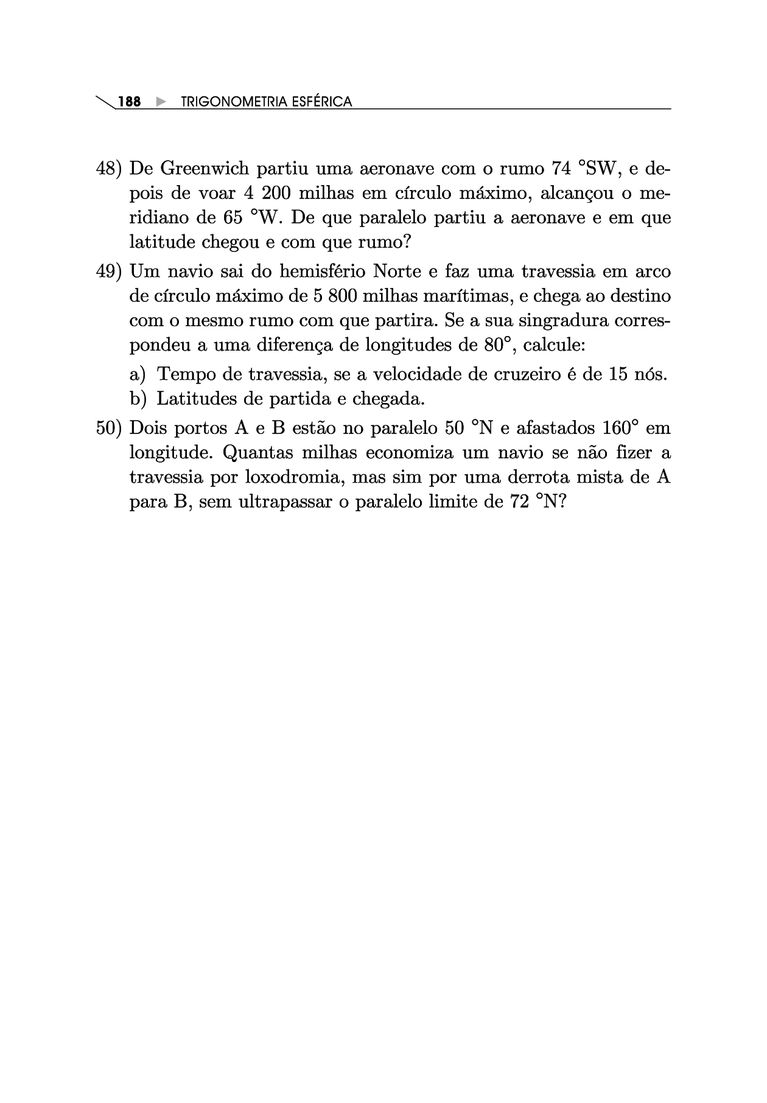 188 ► TRIGONOMETRIA ESFÉRICA
48) De Greenwich partiu uma aeronave com o rumo 74 °SW, e de-
pois de voar 4 200 milhas em círculo máximo, alcançou o me-
ridiano de 65 °W. De que paralelo partiu a aeronave e em que
latitude chegou e com que rumo?
49) Um navio sai do hemisfério Norte e faz uma travessia em arco
de círculo máximo de 5 800 milhas marítimas, e chega ao destino
com o mesmo rumo com que partira. Se a sua singradura corres-
pondeu a uma diferença de longitudes de 80°, calcule:
a) Tempo de travessia, se a velocidade de cruzeiro é de 15 nós.
b) Latitudes de partida e chegada.
50) Dois portos A e B estão no paralelo 50 °N e afastados 160° em
longitude. Quantas milhas economiza um navio se não fizer a
travessia por loxodromia, mas sim por uma derrota mista de A
para B, sem ultrapassar o paralelo limite de 72 °N?